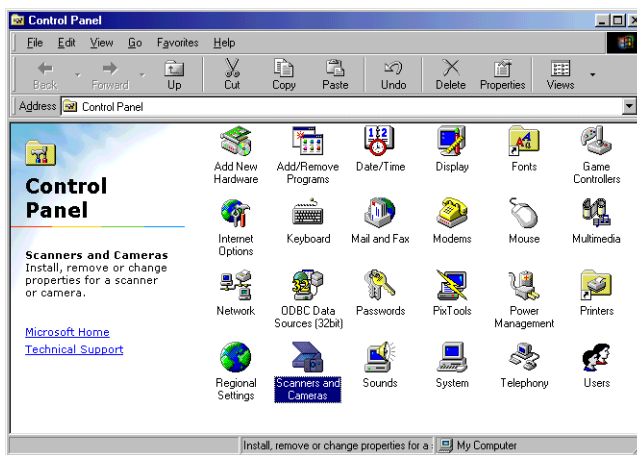 Control Panel
File Edit View Go Favorites Help
Back Forward Up Cut Copy Paste Undo Delete Properties Views
Address Control Panel
Control
Panel
Scanners and Cameras
Install, remove or change
properties for a scanner
or camera.
Microsoft Home
Technical Support
Add New
Hardware
Add/Remove
Programs
Date/Time
Display
Fonts
Game
Controllers
Internet
Options
Keyboard
Mail and Fax
Modems
Mouse
Multimedia
Network
ODBC Data
Sources (32bit)
Passwords
PixTools
Power
Management
Printers
Regional
Settings
Scanners and
Cameras
Sounds
System
Telephony
Users
Install, remove or change properties for a
My Computer